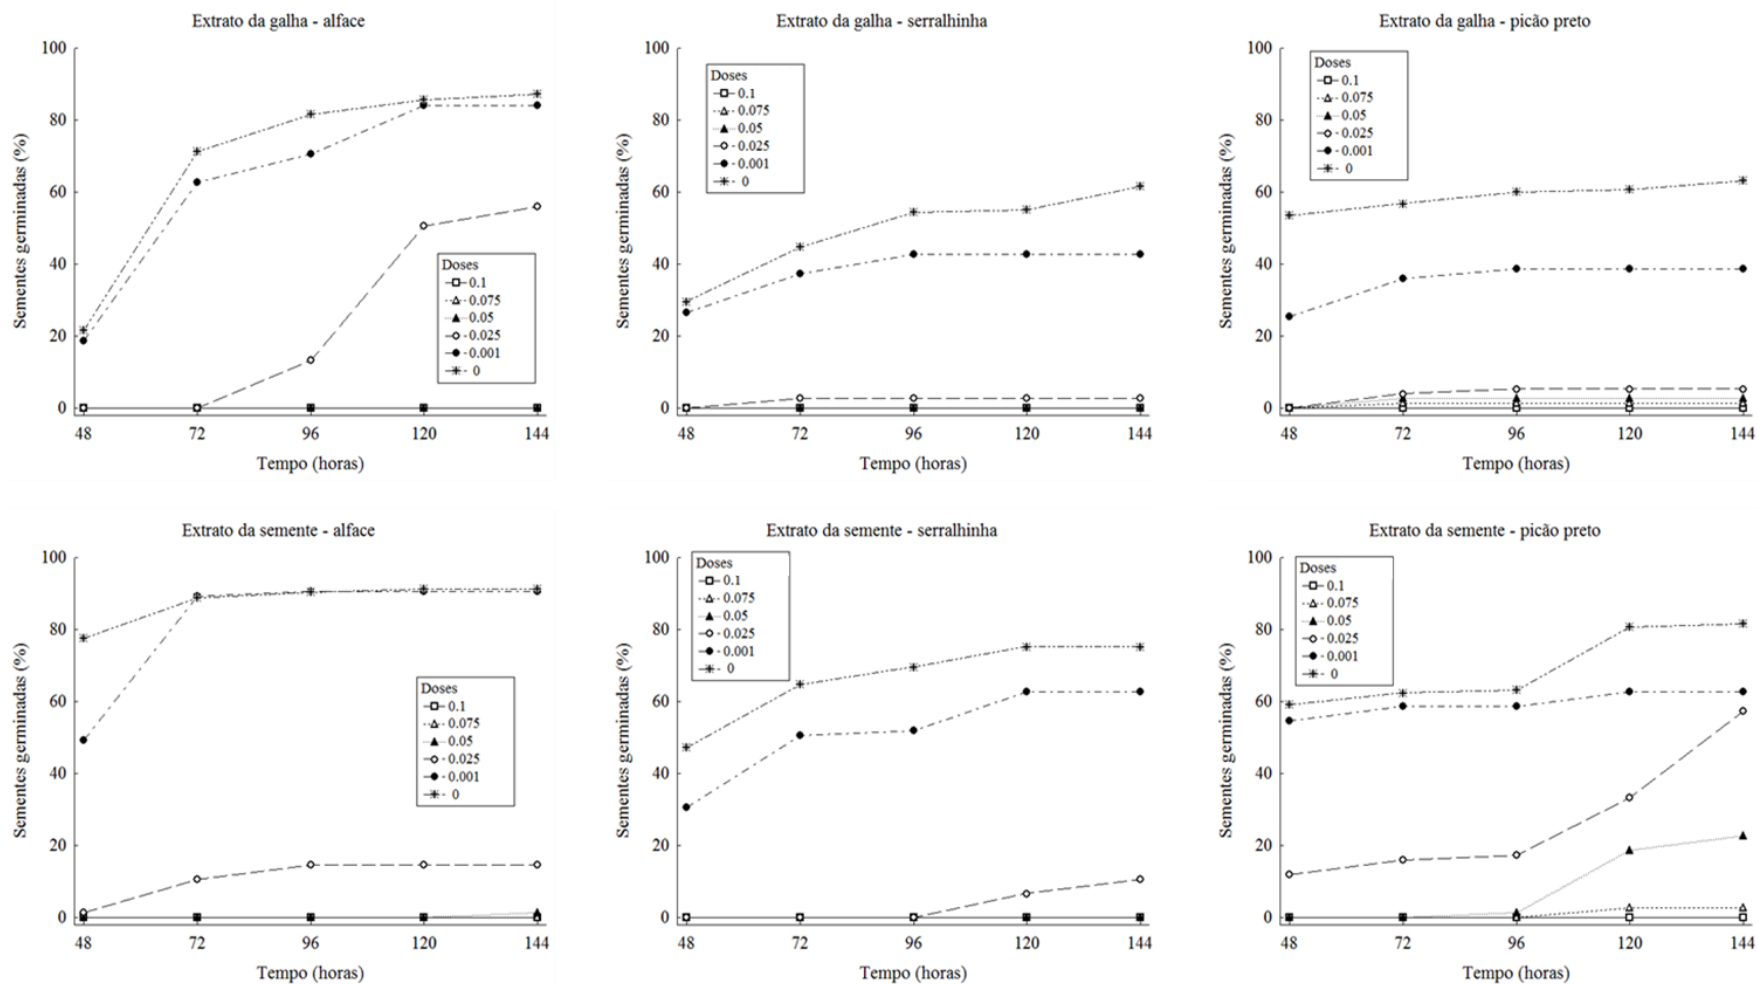 Extrato da galha - alface
Sementes germinadas (%)
100
80
60
40
20
0
Doses
0.1
0.075
0.05
0.025
0.001
0
48 72 96 120 144
Tempo (horas)
Extrato da galha - serralhinha
Sementes germinadas (%)
100
80
60
40
20
0
Doses
0.1
0.075
0.05
0.025
0.001
0
48 72 96 120 144
Tempo (horas)
Extrato da galha - picão preto
Sementes germinadas (%)
100
80
60
40
20
0
Doses
0.1
0.075
0.05
0.025
0.001
0
48 72 96 120 144
Tempo (horas)
Extrato da semente - alface
Sementes germinadas (%)
100
80
60
40
20
0
Doses
0.1
0.075
0.05
0.025
0.001
0
48 72 96 120 144
Tempo (horas)
Extrato da semente - serralhinha
Sementes germinadas (%)
100
80
60
40
20
0
Doses
0.1
0.075
0.05
0.025
0.001
0
48 72 96 120 144
Tempo (horas)
Extrato da semente - picão preto
Sementes germinadas (%)
100
80
60
40
20
0
Doses
0.1
0.075
0.05
0.025
0.001
0
48 72 96 120 144
Tempo (horas)